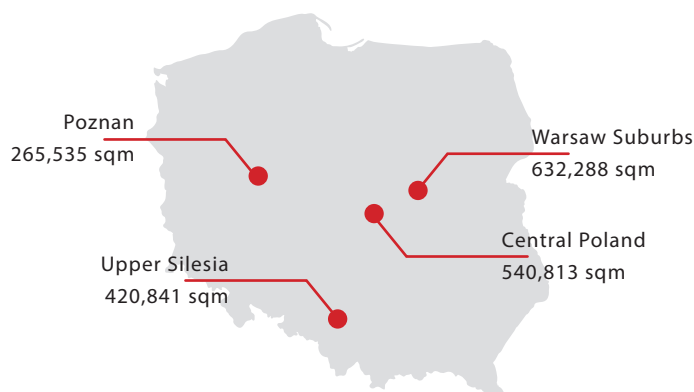 Poznan
265,535 sqm
Warsaw Suburbs
632,288 sqm
Central Poland
540,813 sqm
Upper Silesia
420,841 sqm